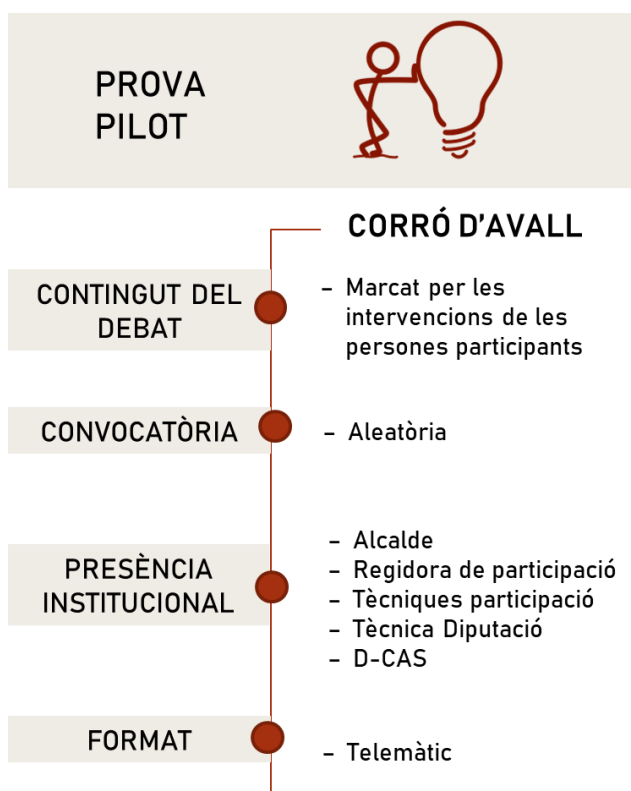 PROVA
PILOT
CORRÓ D'AVALL
CONTINGUT DEL
DEBAT
– Marcat per les
intervencions de les
persones participants
CONVOCATÒRIA
– Aleatòria
PRESÈNCIA
INSTITUCIONAL
– Alcalde
– Regidora de participació
– Tècniques participació
– Tècnica Diputació
– D-CAS
FORMAT
– Telemàtic